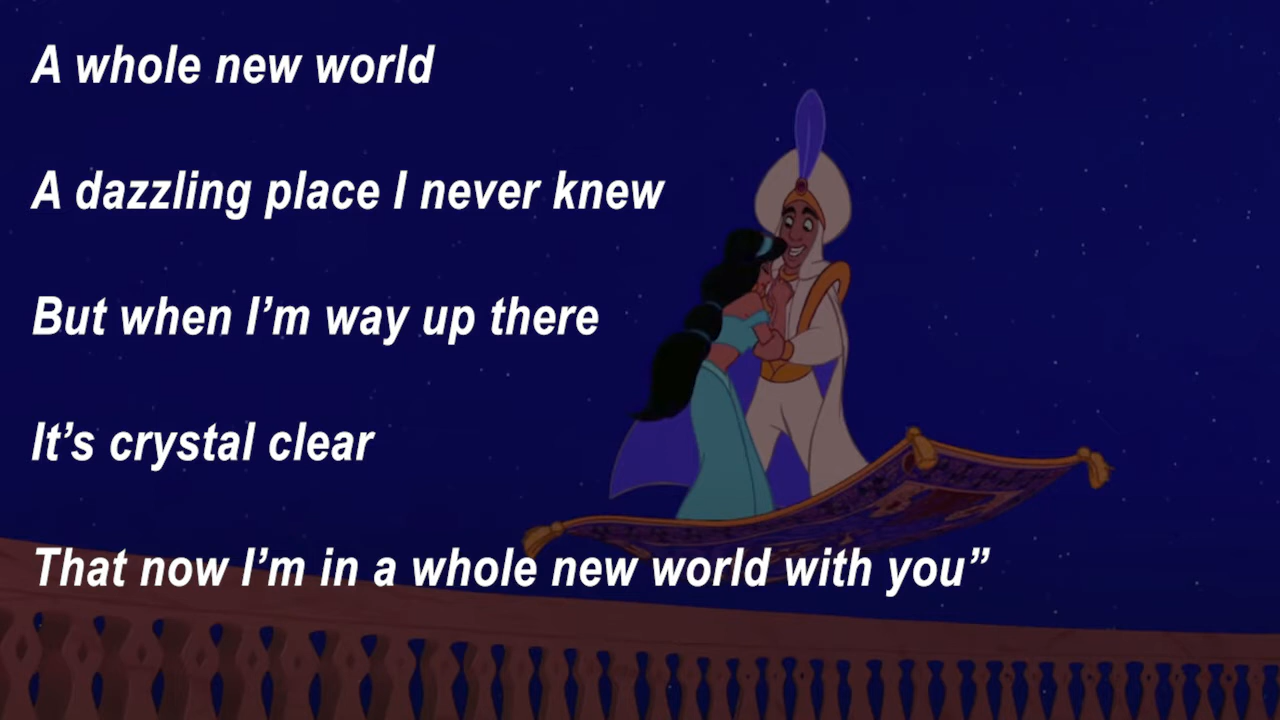 A whole new world
A dazzling place I never knew
But when I’m way up there
It’s crystal clear
That now I’m in a whole new world with you”